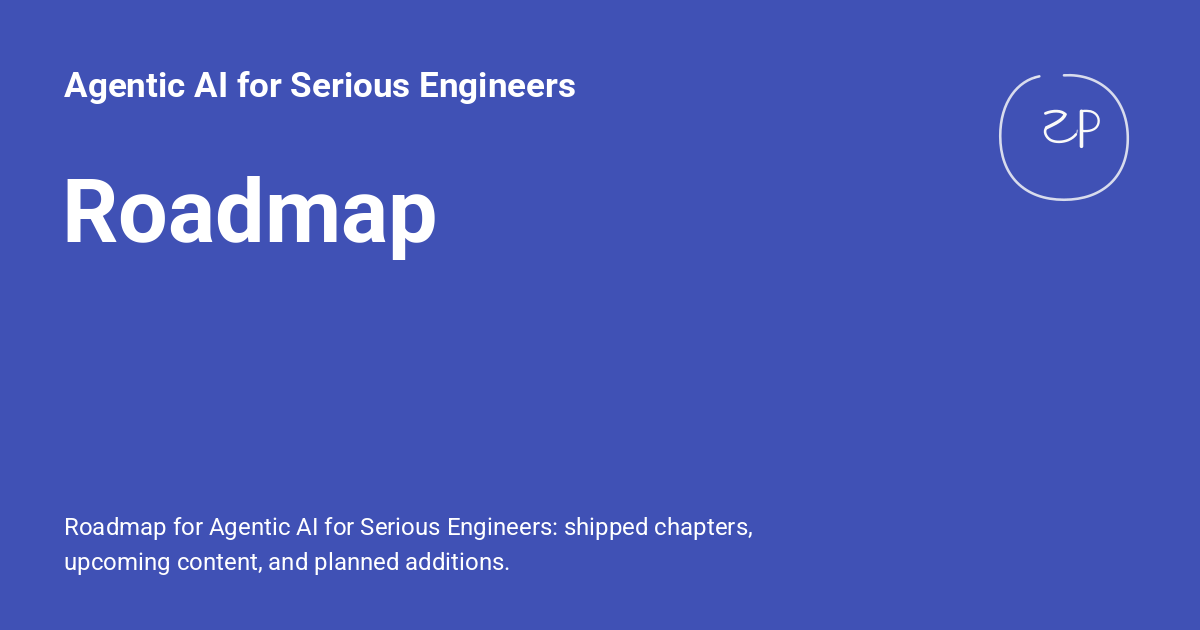 Agentic AI for Serious Engineers
SP
Roadmap
Roadmap for Agentic AI for Serious Engineers: shipped chapters,
upcoming content, and planned additions.